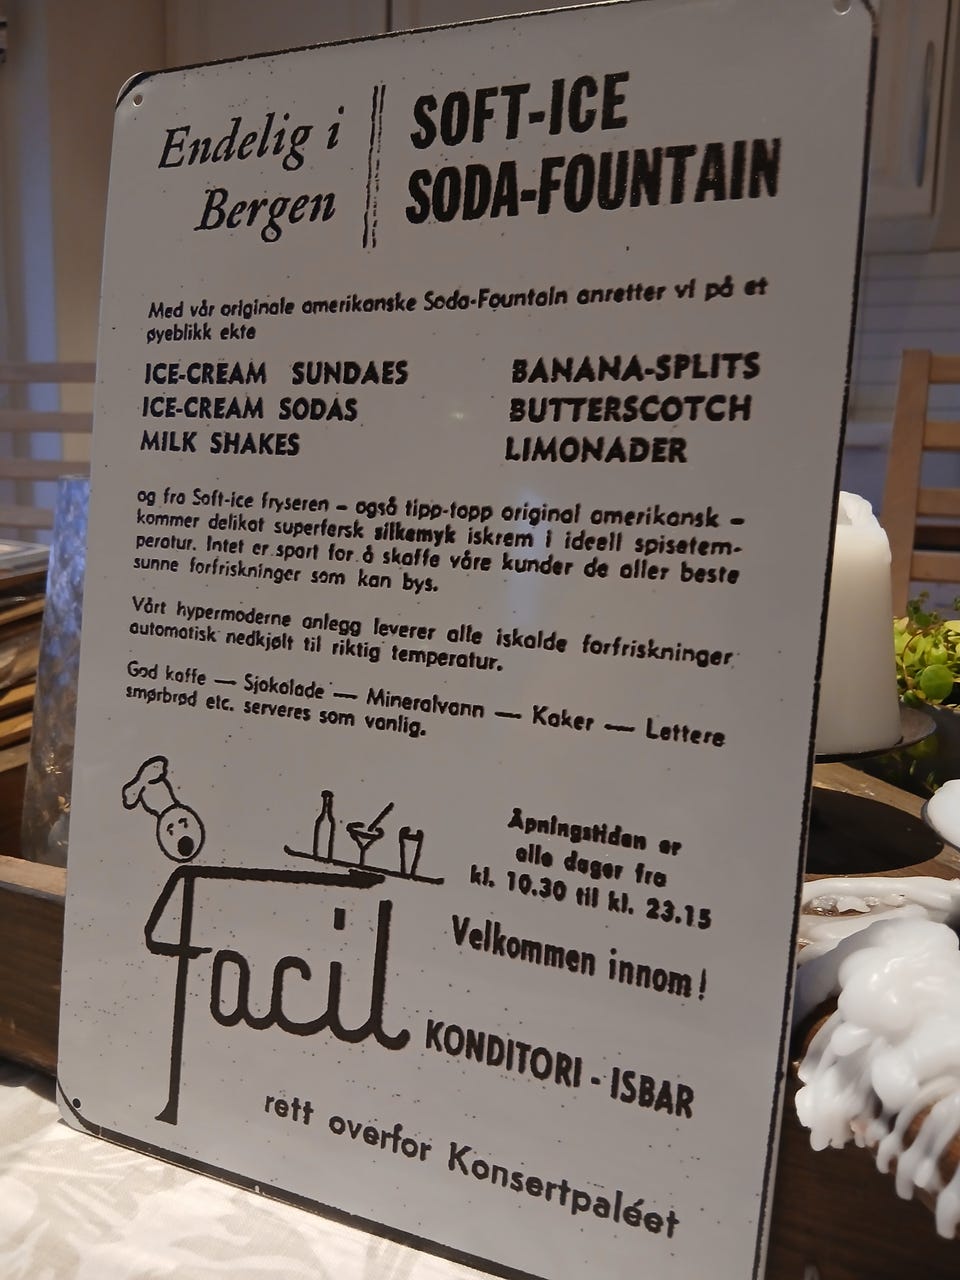 Endelig i
Bergen
SOFT-ICE
SODA-FOUNTAIN
Med vår originale amerikanske Soda-Fountain anretter vi på et
øyeblikk ekte
ICE-CREAM SUNDAES
ICE-CREAM SODAS
MILK SHAKES
BANANA-SPLITS
BUTTERSCOTCH
LIMONADER
og fra Soft-ice fryseren – også tipp-topp original amerikansk –
kommer delikat superfersk silkemyk iskrem i ideell spisetem-
peratur. Intet er spart for å skaffe våre kunder de aller beste
sunne forfriskninger som kan bys.
Vårt hypermoderne anlegg leverer alle iskalde forfriskninger
automatisk nedkjølt til riktig temperatur.
God kaffe — Sjokolade — Mineralvann — Kaker — Lettere
smørbrød etc. serveres som vanlig.
Åpningstiden er
alle dager fra
kl. 10.30 til kl. 23.15
Velkommen innom!
Facil
KONDITORI - ISBAR
rett overfor Konsertpaléet